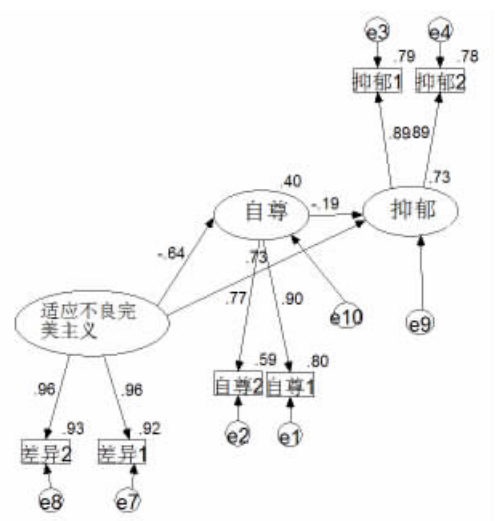 e3
e4
.79
.78
抑郁1
抑郁2
.89
.89
.40
.73
自尊
-.19
抑郁
-.64
.73
适应不良完
美主义
.77
.90
e10
e9
.59
.80
自尊2
自尊1
.96
.96
.93
.92
e2
e1
差异2
差异1
e8
e7